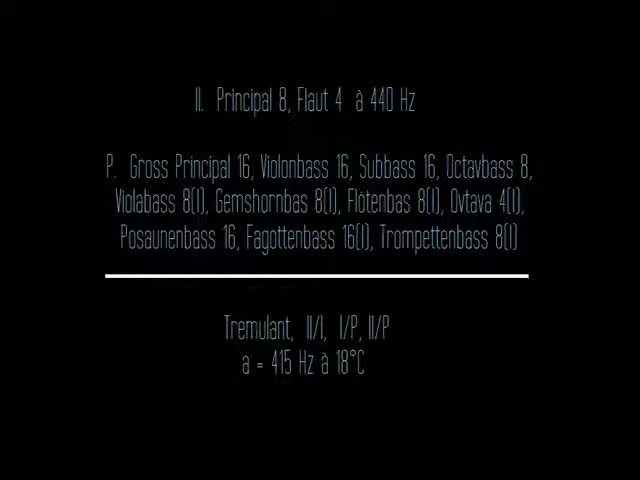 II. Principal 8, Flaut 4 à 440 Hz
P. Gross Principal 16, Violonbass 16, Subbass 16, Octavbass 8,
Violabass 8(I), Gemshornbas 8(I), Flötenbas 8(I), Ovtava 4(I),
Posaunenbass 16, Fagottenbass 16(I), Trompettenbass 8(I)
Tremulant, II/I, I/P, II/P
a = 415 Hz à 18°C